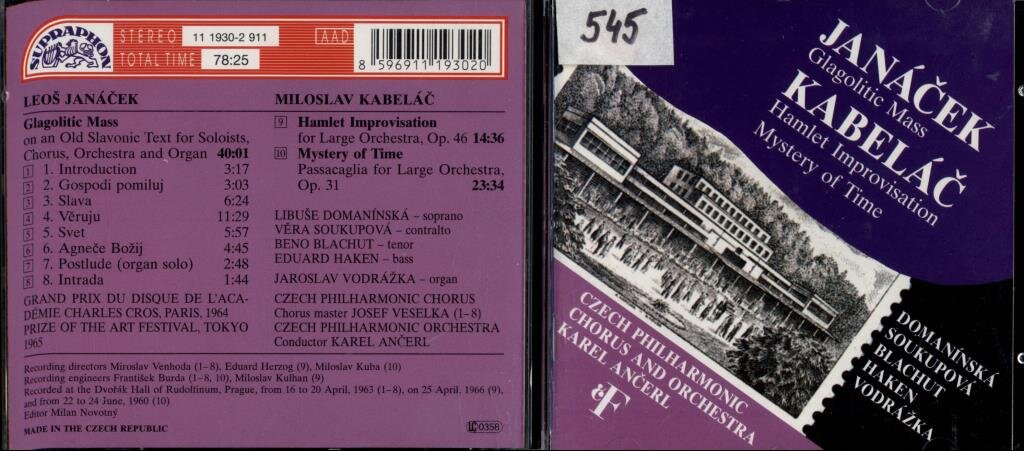 SUPRAPHON
STEREO 11 1930-2 911 AAD
TOTAL TIME 78:25
8 596911 193020
LEOŠ JANÁČEK
Glagolitic Mass
on an Old Slavonic Text for Soloists,
Chorus, Orchestra and Organ 40:01
1 1. Introduction 3:17
2 2. Gospodi pomiluj 3:03
3 3. Slava 6:24
4 4. Věruju 11:29
5 5. Svet 5:57
6 6. Agneče Božij 4:45
7 7. Postlude (organ solo) 2:48
8 8. Intrada 1:44
GRAND PRIX DU DISQUE DE L'ACA-
DÉMIE CHARLES CROS, PARIS, 1964
PRIZE OF THE ART FESTIVAL, TOKYO
1965
MILOSLAV KABELÁČ
9 Hamlet Improvisation
for Large Orchestra, Op. 46 14:36
10 Mystery of Time
Passacaglia for Large Orchestra,
Op. 31 23:34
LIBUŠE DOMANÍNSKÁ – soprano
VĚRA SOUKUPOVÁ – contralto
BENO BLACHUT – tenor
EDUARD HAKEN – bass
JAROSLAV VODRÁŽKA – organ
CZECH PHILHARMONIC CHORUS
Chorus master JOSEF VESELKA (1–8)
CZECH PHILHARMONIC ORCHESTRA
Conductor KAREL ANČERL
Recording directors Miroslav Venhoda (1–8), Eduard Herzog (9), Miloslav Kuba (10)
Recording engineers František Burda (1–8, 10), Miloslav Kulhan (9)
Recorded at the Dvořák Hall of Rudolfinum, Prague, from 16 to 20 April, 1963 (1–8), on 25 April. 1966 (9),
and from 22 to 24 June, 1960 (10)
Editor Milan Novotný
MADE IN THE CZECH REPUBLIC
LC 0358
545
JANÁČEK
Glagolitic Mass
KABELÁČ
Hamlet Improvisation
Mystery of Time
DOMANÍNSKÁ
SOUKUPOVÁ
BLACHUT
HAKEN
VODRÁŽKA
CZECH PHILHARMONIC
CHORUS AND ORCHESTRA
KAREL ANČERL
čF